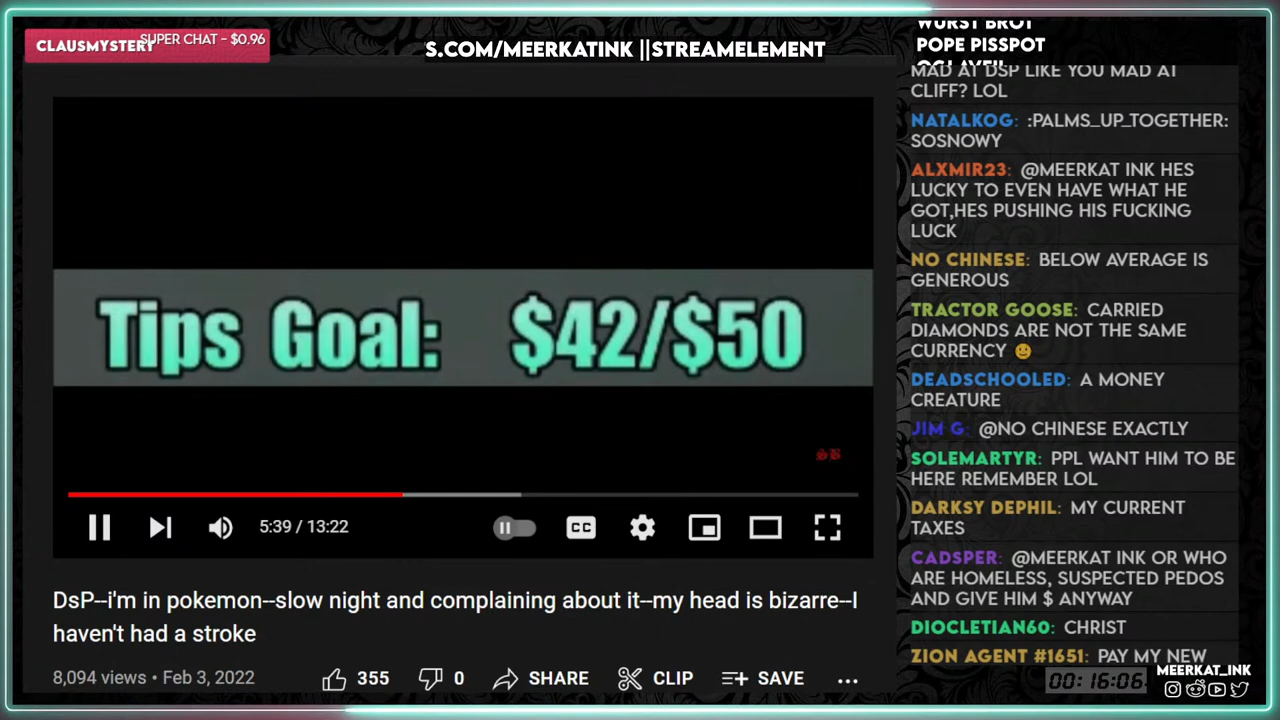 CLAUSMYSTERY
SUPER CHAT - $0.96
S.COM/MEERKATINK ||STREAMELEMENT
WURST BROT
POPE PISSPOT
Tips Goal: $42/$50
SB
5:39 / 13:22
CC
DsP--i'm in pokemon--slow night and complaining about it--my head is bizarre--I
haven't had a stroke
8,094 views • Feb 3, 2022
355
0
SHARE
CLIP
SAVE
MAD AT DSP LIKE YOU MAD AT
CLIFF? LOL
NATALKOG: :PALMS_UP_TOGETHER:
SOSNOWY
ALXMIR23: @MEERKAT INK HES
LUCKY TO EVEN HAVE WHAT HE
GOT,HES PUSHING HIS FUCKING
LUCK
NO CHINESE: BELOW AVERAGE IS
GENEROUS
TRACTOR GOOSE: CARRIED
DIAMONDS ARE NOT THE SAME
CURRENCY
DEADSCHOOLED: A MONEY
CREATURE
JIM G: @NO CHINESE EXACTLY
SOLEMARTYR: PPL WANT HIM TO BE
HERE REMEMBER LOL
DARKSY DEPHIL: MY CURRENT
TAXES
CADSPER: @MEERKAT INK OR WHO
ARE HOMELESS, SUSPECTED PEDOS
AND GIVE HIM $ ANYWAY
DIOCLETIAN60: CHRIST
ZION AGENT #1651: PAY MY NEW
00:16:06
MEERKAT_INK